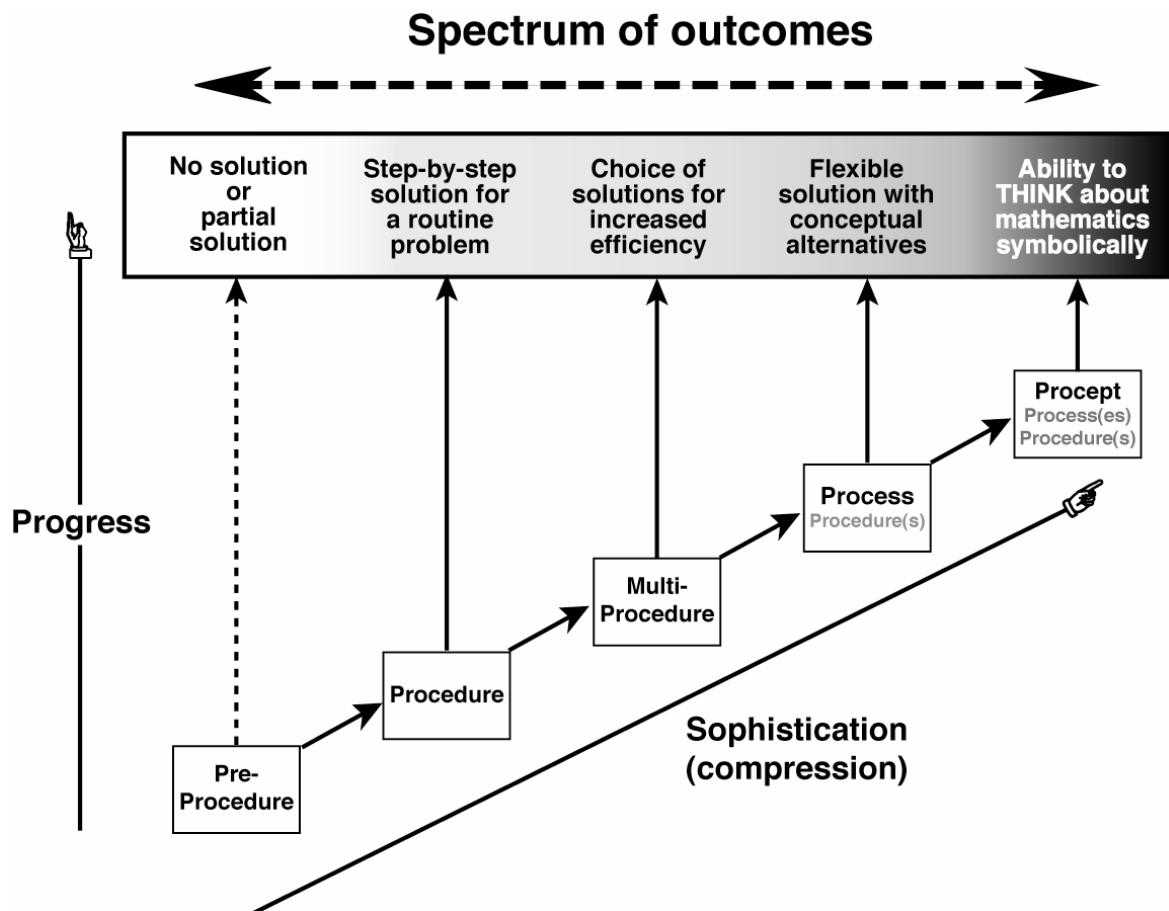 Spectrum of outcomes
No solution
or
partial
solution
Step-by-step
solution for
a routine
problem
Choice of
solutions for
increased
efficiency
Flexible
solution with
conceptual
alternatives
Ability to
THINK about
mathematics
symbolically
Procept
Process(es)
Procedure(s)
Process
Procedure(s)
Progress
Multi-
Procedure
Procedure
Sophistication
(compression)
Pre-
Procedure